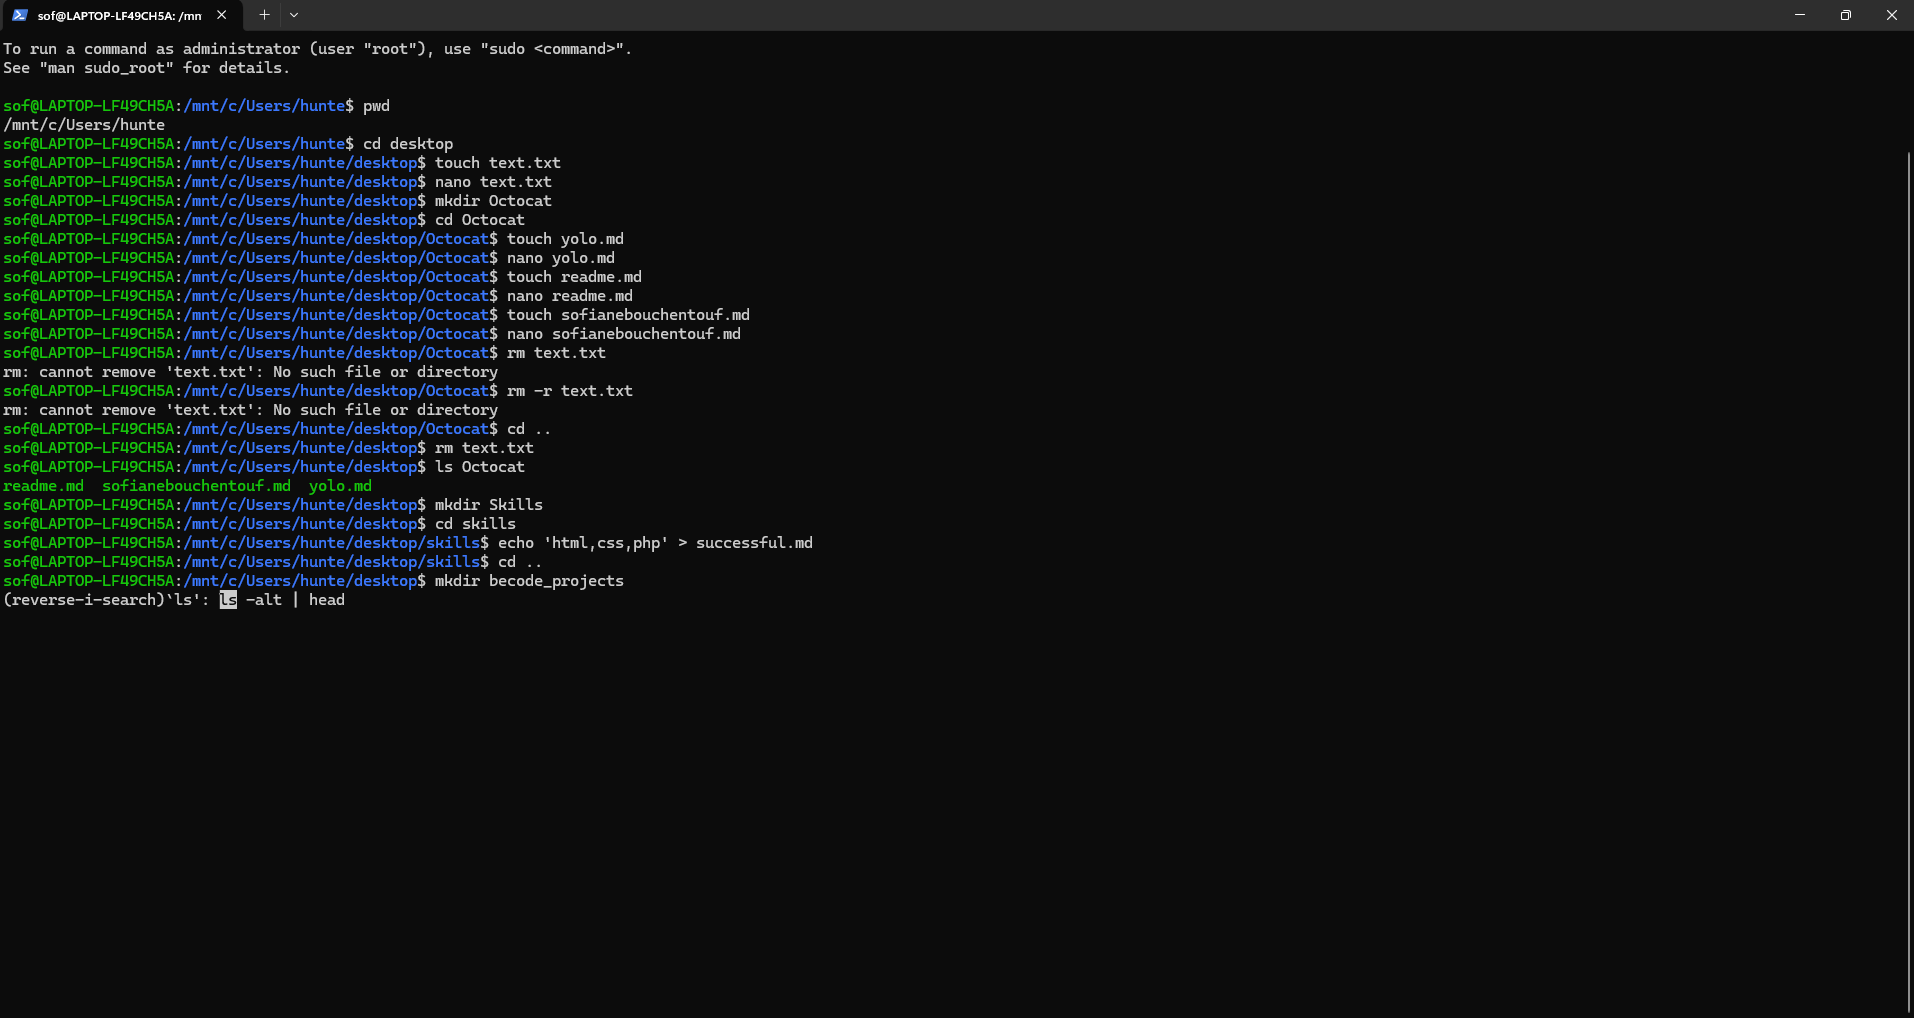 sof@LAPTOP-LF49CH5A: /mn
To run a command as administrator (user "root"), use "sudo <command>".
See "man sudo_root" for details.
sof@LAPTOP-LF49CH5A:/mnt/c/Users/hunte$ pwd
/mnt/c/Users/hunte
sof@LAPTOP-LF49CH5A:/mnt/c/Users/hunte$ cd desktop
sof@LAPTOP-LF49CH5A:/mnt/c/Users/hunte/desktop$ touch text.txt
sof@LAPTOP-LF49CH5A:/mnt/c/Users/hunte/desktop$ nano text.txt
sof@LAPTOP-LF49CH5A:/mnt/c/Users/hunte/desktop$ mkdir Octocat
sof@LAPTOP-LF49CH5A:/mnt/c/Users/hunte/desktop$ cd Octocat
sof@LAPTOP-LF49CH5A:/mnt/c/Users/hunte/desktop/Octocat$ touch yolo.md
sof@LAPTOP-LF49CH5A:/mnt/c/Users/hunte/desktop/Octocat$ nano yolo.md
sof@LAPTOP-LF49CH5A:/mnt/c/Users/hunte/desktop/Octocat$ touch readme.md
sof@LAPTOP-LF49CH5A:/mnt/c/Users/hunte/desktop/Octocat$ nano readme.md
sof@LAPTOP-LF49CH5A:/mnt/c/Users/hunte/desktop/Octocat$ touch sofianebouchentouf.md
sof@LAPTOP-LF49CH5A:/mnt/c/Users/hunte/desktop/Octocat$ nano sofianebouchentouf.md
sof@LAPTOP-LF49CH5A:/mnt/c/Users/hunte/desktop/Octocat$ rm text.txt
rm: cannot remove 'text.txt': No such file or directory
sof@LAPTOP-LF49CH5A:/mnt/c/Users/hunte/desktop/Octocat$ rm -r text.txt
rm: cannot remove 'text.txt': No such file or directory
sof@LAPTOP-LF49CH5A:/mnt/c/Users/hunte/desktop/Octocat$ cd ..
sof@LAPTOP-LF49CH5A:/mnt/c/Users/hunte/desktop$ rm text.txt
sof@LAPTOP-LF49CH5A:/mnt/c/Users/hunte/desktop$ ls Octocat
readme.md  sofianebouchentouf.md  yolo.md
sof@LAPTOP-LF49CH5A:/mnt/c/Users/hunte/desktop$ mkdir Skills
sof@LAPTOP-LF49CH5A:/mnt/c/Users/hunte/desktop$ cd skills
sof@LAPTOP-LF49CH5A:/mnt/c/Users/hunte/desktop/skills$ echo 'html,css,php' > successful.md
sof@LAPTOP-LF49CH5A:/mnt/c/Users/hunte/desktop/skills$ cd ..
sof@LAPTOP-LF49CH5A:/mnt/c/Users/hunte/desktop$ mkdir becode_projects
(reverse-i-search)`ls': ls -alt | head